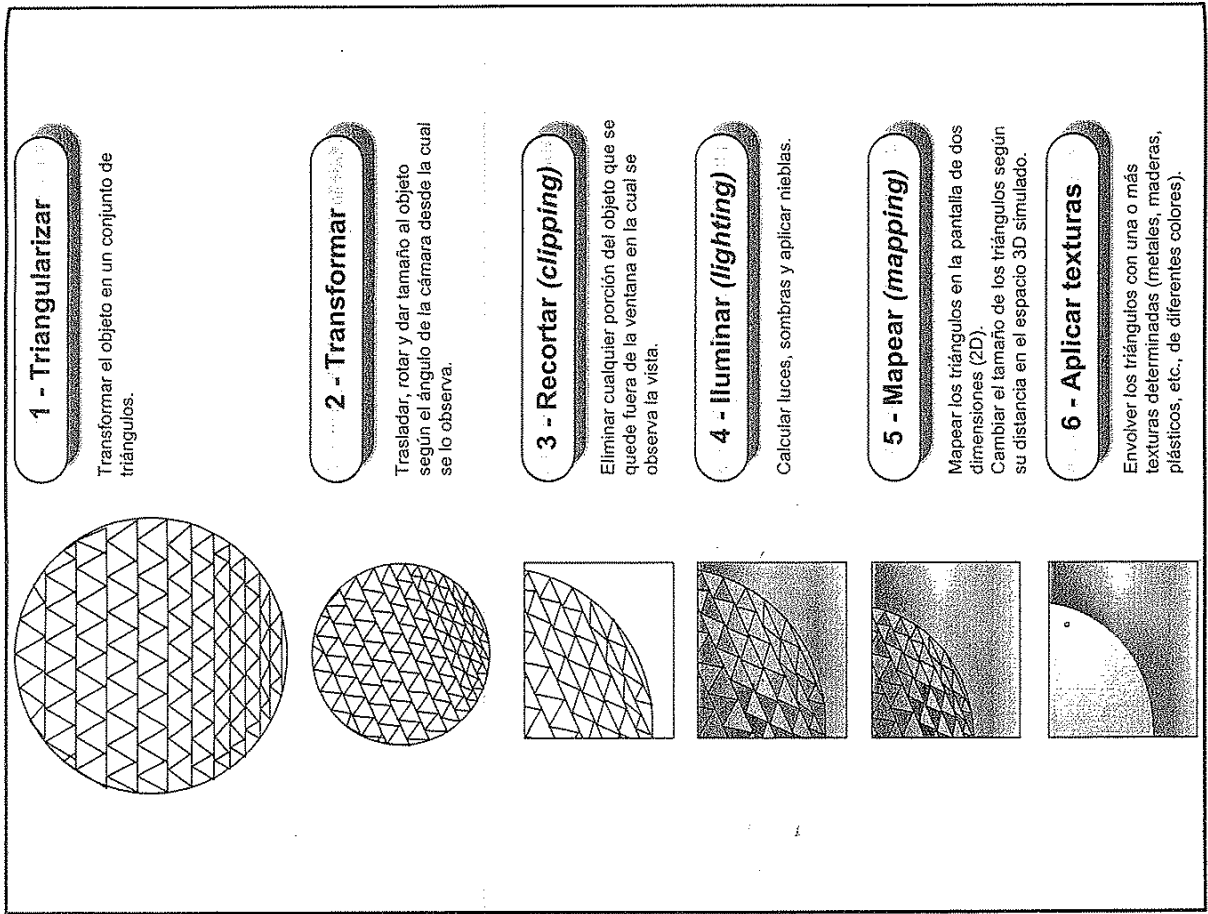 1 - Triangularizar
Transformar el objeto en un conjunto de
triángulos.
2 - Transformar
Trasladar, rotar y dar tamaño al objeto
según el ángulo de la cámara desde la cual
se lo observa.
3 - Recortar (clipping)
Eliminar cualquier porción del objeto que se
quede fuera de la ventana en la cual se
observa la vista.
4 - Iluminar (lighting)
Calcular luces, sombras y aplicar nieblas.
5 - Mapear (mapping)
Mapear los triángulos en la pantalla de dos
dimensiones (2D).
Cambiar el tamaño de los triángulos según
su distancia en el espacio 3D simulado.
6 - Aplicar texturas
Envolver los triángulos con una o más
texturas determinadas (metales, maderas,
plásticos, etc., de diferentes colores).